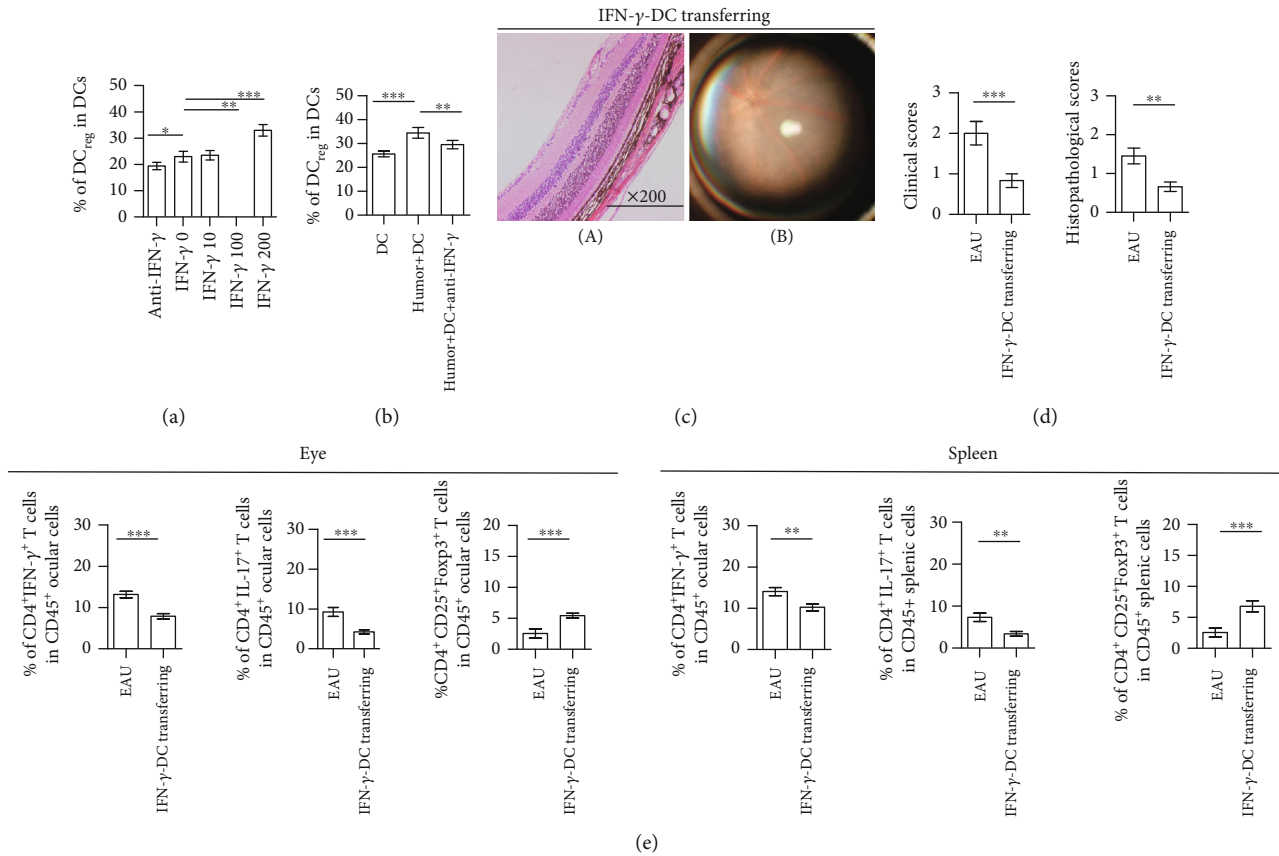 IFN-γ-DC transferring
% of DCreg in DCs
50
40
30
20
10
0
*
**
***
Anti-IFN-γ
IFN-γ 0
IFN-γ 10
IFN-γ 100
IFN-γ 200
(a)
% of DCreg in DCs
50
40
30
20
10
0
***
**
DC
Humor+DC
Humor+DC+anti-IFN-γ
(b)
×200
(A)
(B)
(c)
Clinical scores
3
2
1
0
***
EAU
IFN-γ-DC transferring
Histopathological scores
3
2
1
0
**
EAU
IFN-γ-DC transferring
(d)
Eye
% of CD4+IFN-γ+ T cells
in CD45+ ocular cells
30
20
10
0
***
EAU
IFN-γ-DC transferring
% of CD4+IL-17+ T cells
in CD45+ ocular cells
30
20
10
0
***
EAU
IFN-γ-DC transferring
%CD4+ CD25+Foxp3+ T cells
in CD45+ ocular cells
20
15
10
5
0
***
EAU
IFN-γ-DC transferring
Spleen
% of CD4+IFN-γ+ T cells
in CD45+ ocular cells
30
20
10
0
**
EAU
IFN-γ-DC transferring
% of CD4+IL-17+ T cells
in CD45+ splenic cells
30
20
10
0
**
EAU
IFN-γ-DC transferring
% of CD4+ CD25+FoxP3+ T cells
in CD45+ splenic cells
20
15
10
5
0
***
EAU
IFN-γ-DC transferring
(e)